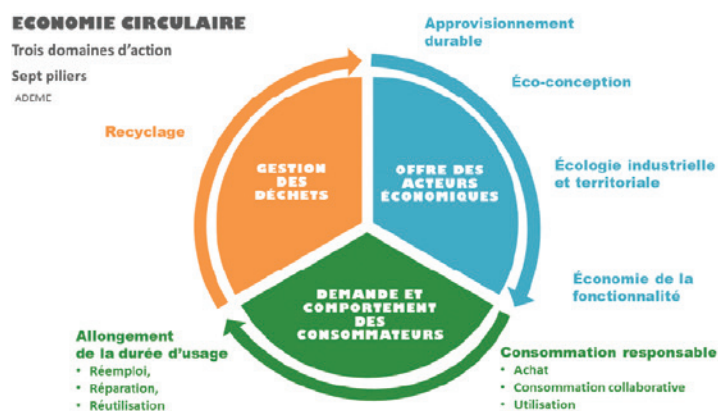 ECONOMIE CIRCULAIRE
Trois domaines d'action
Sept piliers
ADEME
Approvisionnement
durable
Éco-conception
Recyclage
GESTION
DES
DÉCHETS
OFFRE DES
ACTEURS
ÉCONOMIQUES
Écologie industrielle
et territoriale
Économie de la
fonctionnalité
DEMANDE ET
COMPORTEMENT
DES
CONSOMMATEURS
Allongement
de la durée d'usage
• Réemploi,
• Réparation,
• Réutilisation
Consommation responsable
• Achat
• Consommation collaborative
• Utilisation